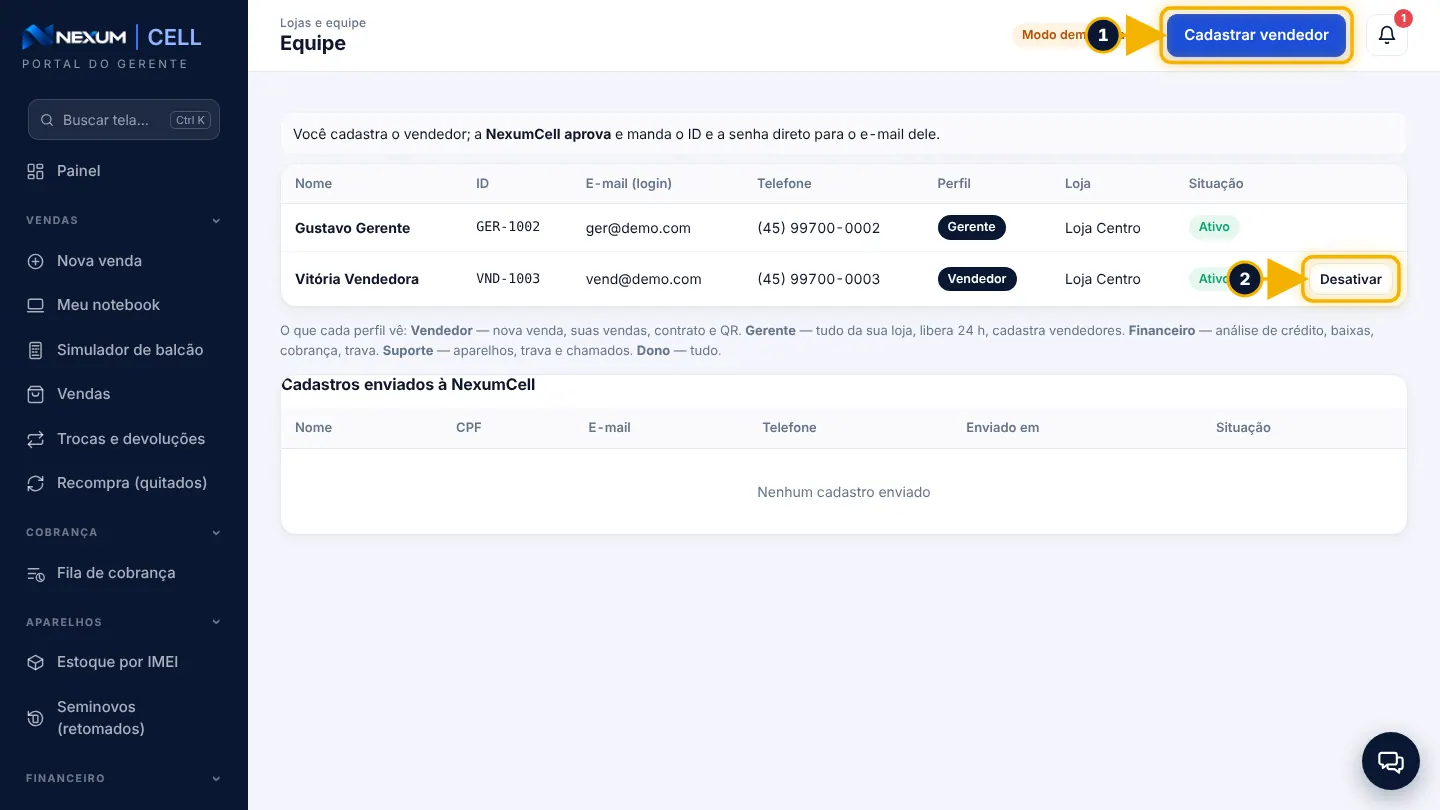 NEXUM | CELL
PORTAL DO GERENTE
Buscar tela... Ctrl K
Painel
VENDAS
Nova venda
Meu notebook
Simulador de balcão
Vendas
Trocas e devoluções
Recompra (quitados)
COBRANÇA
Fila de cobrança
APARELHOS
Estoque por IMEI
Seminovos
(retomados)
FINANCEIRO
Lojas e equipe
Equipe
Modo 1 Cadastrar vendedor 1
Você cadastra o vendedor; a NexumCell aprova e manda o ID e a senha direto para o e-mail dele.
Nome ID E-mail (login) Telefone Perfil Loja Situação
Gustavo Gerente GER-1002 ger@demo.com (45) 99700-0002 Gerente Loja Centro Ativo
Vitória Vendedora VND-1003 vend@demo.com (45) 99700-0003 Vendedor Loja Centro Ativo 2 Desativar
O que cada perfil vê: Vendedor — nova venda, suas vendas, contrato e QR. Gerente — tudo da sua loja, libera 24 h, cadastra vendedores. Financeiro — análise de crédito, baixas,
cobrança, trava. Suporte — aparelhos, trava e chamados. Dono — tudo.
Cadastros enviados à NexumCell
Nome CPF E-mail Telefone Enviado em Situação
Nenhum cadastro enviado